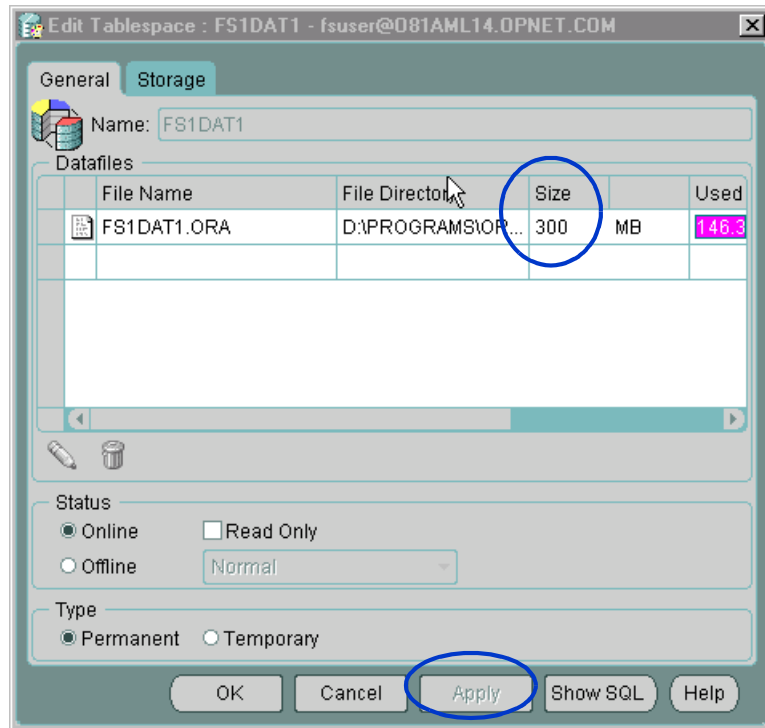 Edit Tablespace : FS1DAT1 - fsuser@O81AML14.OPNET.COM
General Storage
Name: FS1DAT1
Datafiles
File Name File Directory Size Used
FS1DAT1.ORA D:\PROGRAMS\OP... 300 MB 146.3
Status
Online Read Only
Offline Normal
Type
Permanent Temporary
OK Cancel Apply Show SQL Help